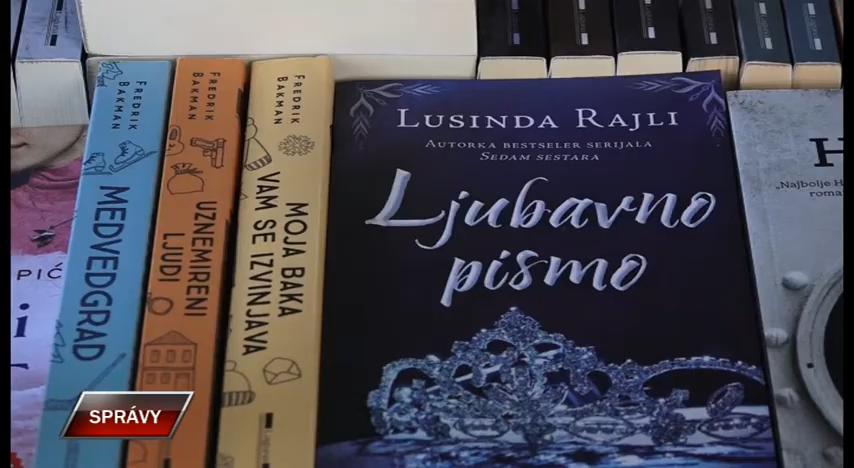 FREDRIK
BAKMAN
MEDVEDGRAD
FREDRIK
BAKMAN
UZNEMIRENI
LJUDI
FREDRIK
BAKMAN
MOJA BAKA
VAM SE IZVINJAVA
LUSINDA RAJLI
AUTORKA BESTSELER SERIJALA
SEDAM SESTARA
Ljubavno
pismo
H
„Najbolje H
roma
PIĆ
i
SPRÁVY